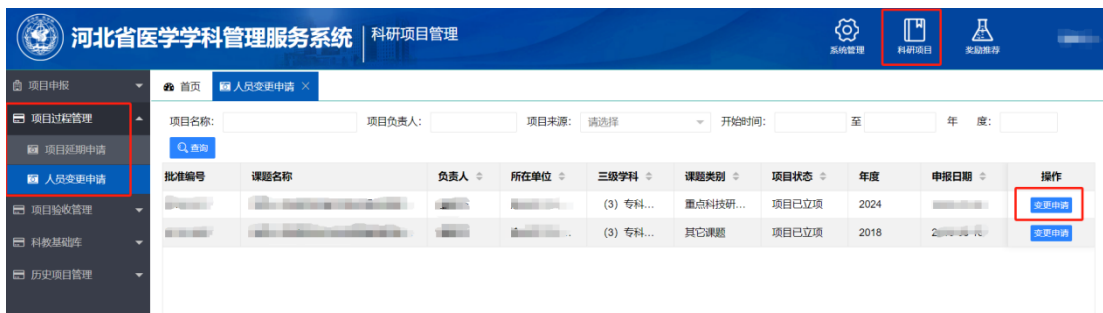 河北省医学学科管理服务系统 科研项目管理 系统管理 科研项目 奖励推荐
项目申报 首页 人员变更申请 ×
项目过程管理 项目名称: 项目负责人: 项目来源: 请选择 开始时间: 至 年 度:
项目延期申请 查询
人员变更申请 批准编号 课题名称 负责人 所在单位 三级学科 课题类别 项目状态 年度 申报日期 操作
项目验收管理 (3) 专科... 重点科技研... 项目已立项 2024 变更申请
科教基础库 (3) 专科... 其它课题 项目已立项 2018 变更申请
历史项目管理